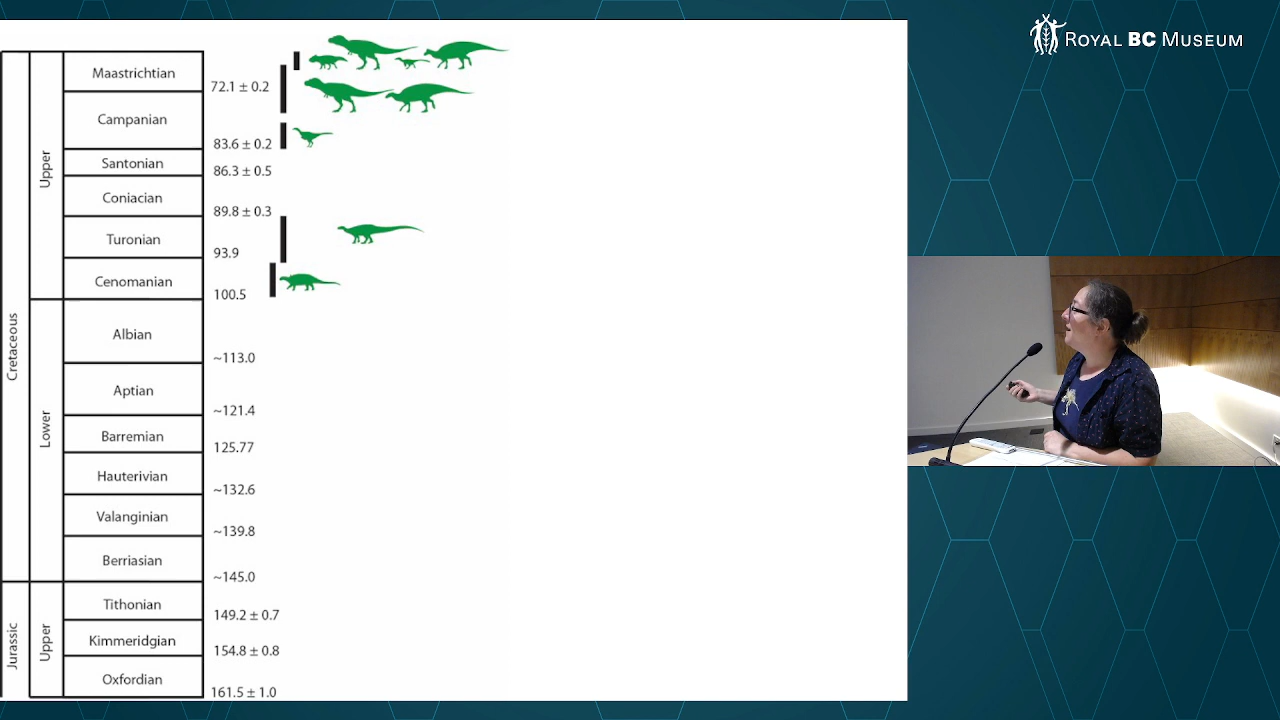 ROYAL BC MUSEUM
Cretaceous
Upper
Maastrichtian
72.1 ± 0.2
Campanian
83.6 ± 0.2
Santonian
86.3 ± 0.5
Coniacian
89.8 ± 0.3
Turonian
93.9
Cenomanian
100.5
Lower
Albian
~113.0
Aptian
~121.4
Barremian
125.77
Hauterivian
~132.6
Valanginian
~139.8
Berriasian
~145.0
Jurassic
Upper
Tithonian
149.2 ± 0.7
Kimmeridgian
154.8 ± 0.8
Oxfordian
161.5 ± 1.0